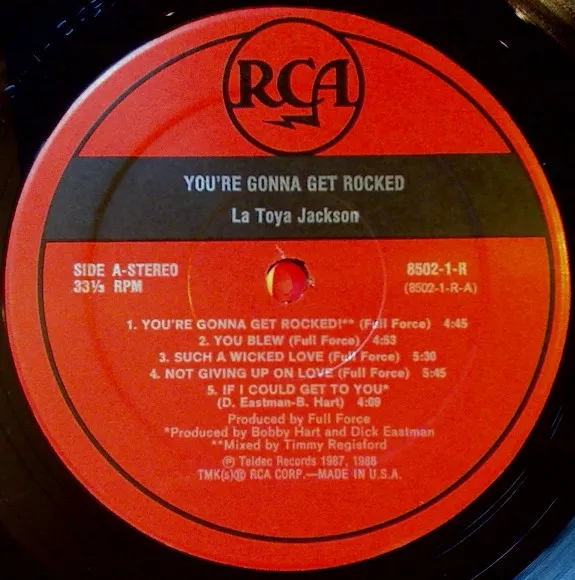 RCA
YOU'RE GONNA GET ROCKED
La Toya Jackson
SIDE A-STEREO
33⅓ RPM
8502-1-R
(8502-1-R-A)
1. YOU'RE GONNA GET ROCKED!** (Full Force) 4:45
2. YOU BLEW (Full Force) 4:53
3. SUCH A WICKED LOVE (Full Force) 5:30
4. NOT GIVING UP ON LOVE (Full Force) 5:45
5. IF I COULD GET TO YOU*
(D. Eastman-B. Hart) 4:09
Produced by Full Force
*Produced by Bobby Hart and Dick Eastman
**Mixed by Timmy Regisford
℗ Teldec Records 1987, 1988
TMK(s)® RCA CORP.—MADE IN U.S.A.